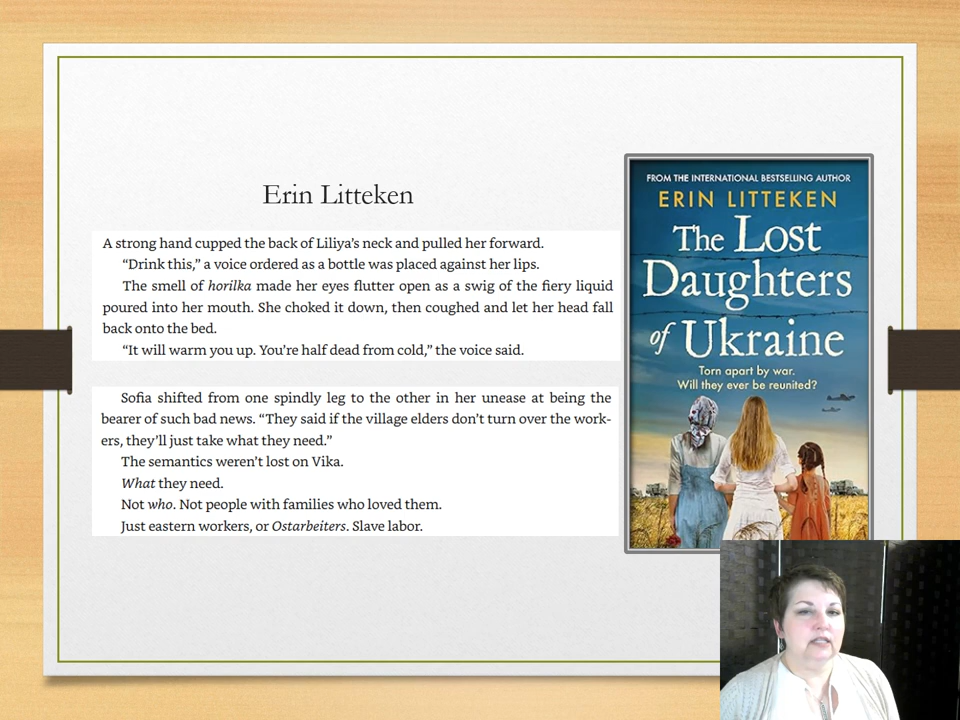 Erin Litteken
A strong hand cupped the back of Liliya’s neck and pulled her forward.
“Drink this,” a voice ordered as a bottle was placed against her lips.
The smell of horilka made her eyes flutter open as a swig of the fiery liquid
poured into her mouth. She choked it down, then coughed and let her head fall
back onto the bed.
“It will warm you up. You’re half dead from cold,” the voice said.
Sofia shifted from one spindly leg to the other in her unease at being the
bearer of such bad news. “They said if the village elders don’t turn over the work-
ers, they’ll just take what they need.”
The semantics weren’t lost on Vika.
What they need.
Not who. Not people with families who loved them.
Just eastern workers, or Ostarbeiters. Slave labor.
FROM THE INTERNATIONAL BESTSELLING AUTHOR
ERIN LITTEKEN
The Lost
Daughters
of Ukraine
Torn apart by war.
Will they ever be reunited?